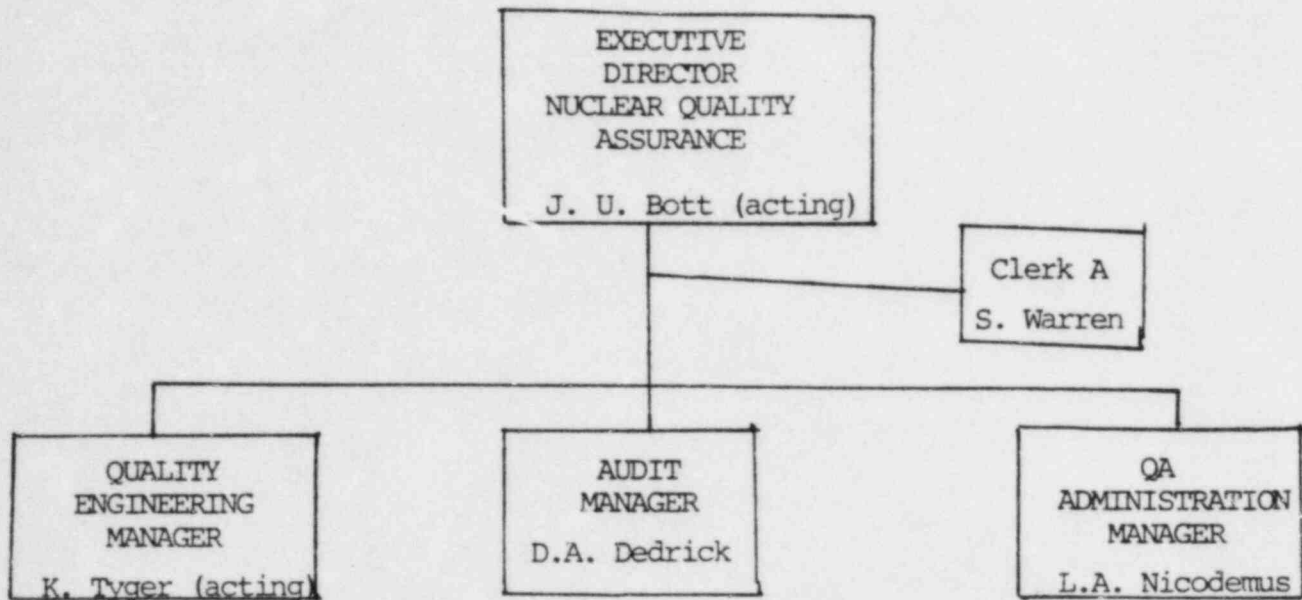 EXECUTIVE
DIRECTOR
NUCLEAR QUALITY
ASSURANCE
J. U. Bott (acting)
Clerk A
S. Warren
QUALITY
ENGINEERING
MANAGER
K. Tyger (acting)
AUDIT
MANAGER
D.A. Dedrick
QA
ADMINISTRATION
MANAGER
L.A. Nicodemus